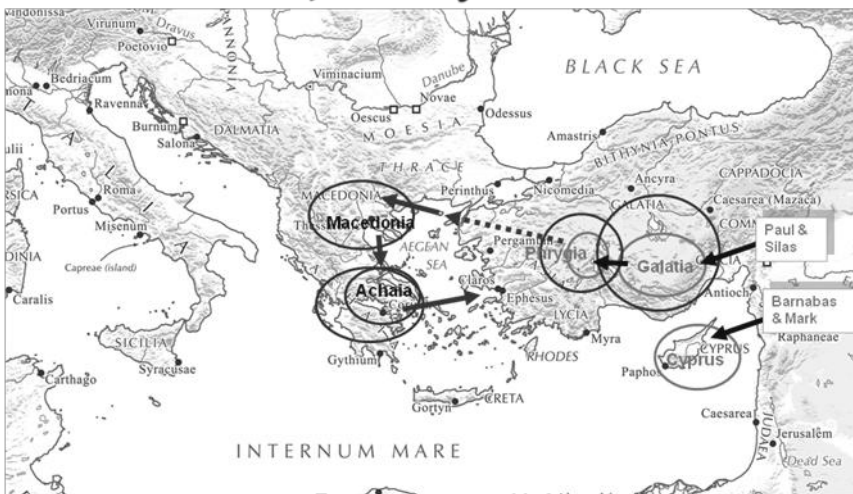 Vindonissa
Virunum
Dravus
Poetovio
PANNONIA
Viminacium
Danube
BLACK SEA
Bedriacum
Ravenna
Oescus
Novae
Odessus
Burnum
DALMATIA
MOESIA
Salona
Amastris
BITHYNIA-PONTUS
ITALIA
THRACE
Ancyra
CAPPADOCIA
Perinthus
Nicomedia
Roma
MACEDONIA
GALATIA
Caesarea (Mazaca)
Portus
Misenum
Macedonia
Paul &
Silas
AEGEAN
SEA
Pergamum
Phrygia
Galatia
Capreae (island)
Claros
Antioch
Caralis
Achaia
Ephesus
Barnabas
& Mark
LYCIA
SICILIA
Myra
Raphaneae
RHODES
CYPRUS
Gythium
Cyprus
Syracusae
Paphos
Carthago
CRETA
Gortyn
Caesarea
JUDAEA
Jerusalem
INTERNUM MARE
Dead Sea